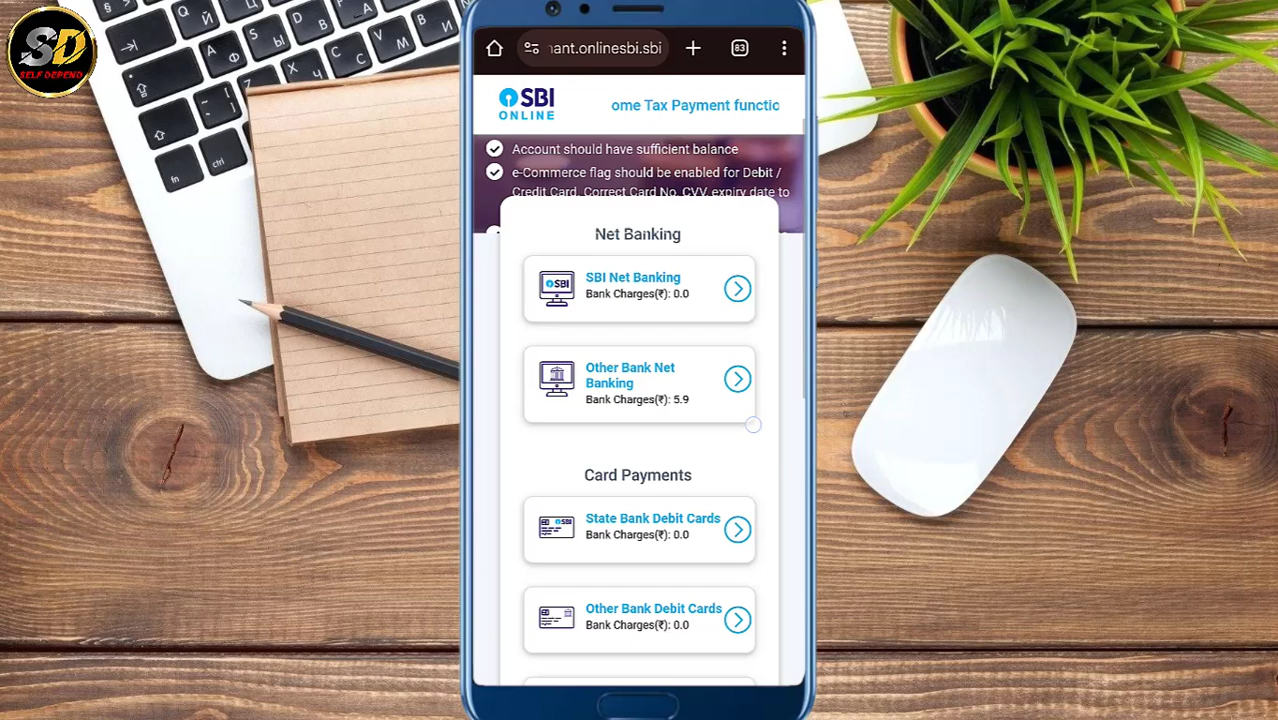 SD
SELF DEPEND
ant.onlinesbi.sbi
83
SBI
ONLINE
ome Tax Payment functio
Account should have sufficient balance
e-Commerce flag should be enabled for Debit /
Credit Card, Correct Card No, CVV, expiry date to
Net Banking
SBI Net Banking
Bank Charges(₹): 0.0
Other Bank Net
Banking
Bank Charges(₹): 5.9
Card Payments
State Bank Debit Cards
Bank Charges(₹): 0.0
Other Bank Debit Cards
Bank Charges(₹): 0.0